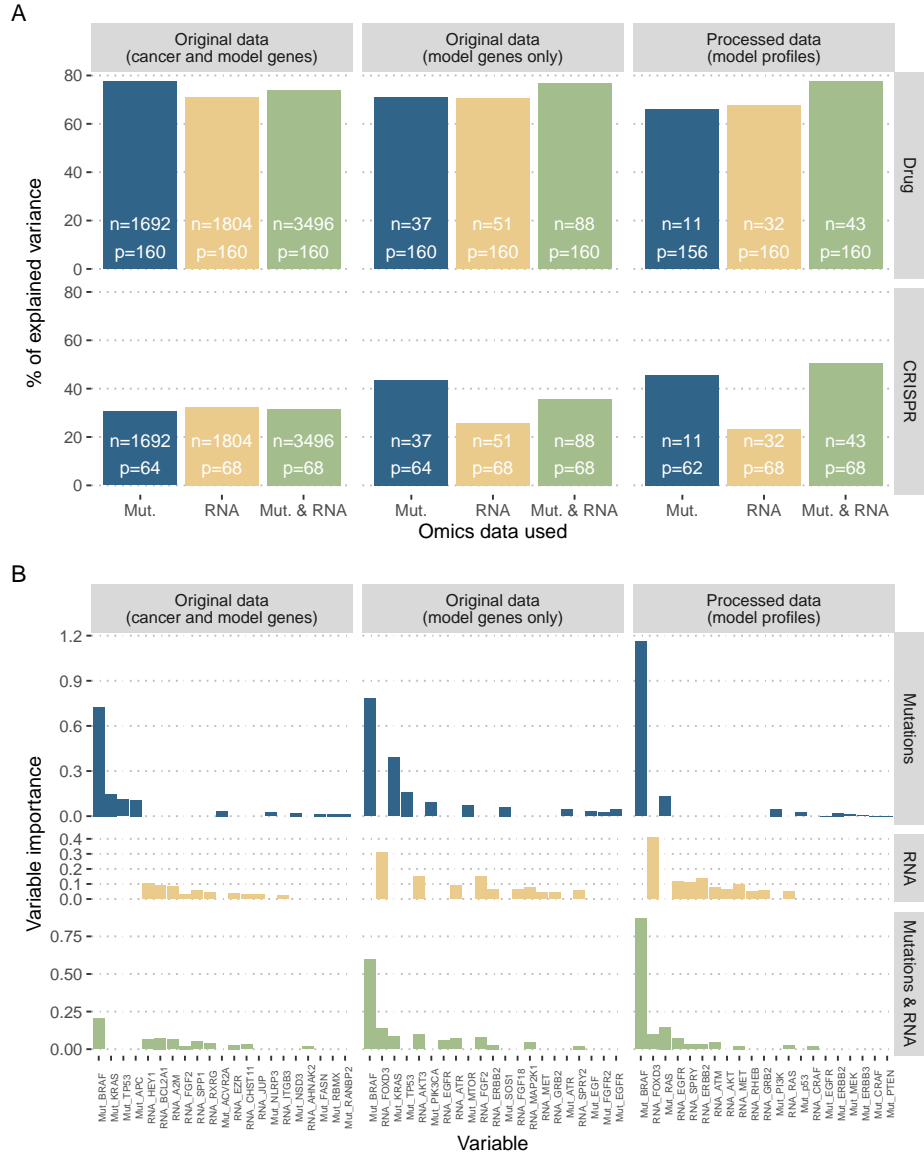 A
Original data
(cancer and model genes)
Original data
(model genes only)
Processed data
(model profiles)
% of explained variance
80
60
40
20
0
n=1692
p=160
n=1804
p=160
n=3496
p=160
n=37
p=160
n=51
p=160
n=88
p=160
n=11
p=156
n=32
p=160
n=43
p=160
Drug
80
60
40
20
0
n=1692
p=64
n=1804
p=68
n=3496
p=68
n=37
p=64
n=51
p=68
n=88
p=68
n=11
p=62
n=32
p=68
n=43
p=68
CRISPR
Mut.
RNA
Mut. & RNA
Mut.
RNA
Mut. & RNA
Mut.
RNA
Mut. & RNA
Omics data used
B
Original data
(cancer and model genes)
Original data
(model genes only)
Processed data
(model profiles)
Variable importance
1.2
0.9
0.6
0.3
0.0
Mutations
0.4
0.3
0.2
0.1
0.0
RNA
0.75
0.50
0.25
0.00
Mutations & RNA
Mut_BRAF
Mut_KRAS
Mut_TP53
Mut_APC
RNA_HEY1
RNA_BCL2A1
RNA_A2M
RNA_FGF2
RNA_SPP1
RNA_RXRG
Mut_ACVR2A
RNA_EZR
RNA_CHST11
RNA_JUP
Mut_NLRP3
RNA_ITGB3
Mut_NSD3
RNA_AHNAK2
Mut_FASN
Mut_RBMX
Mut_RANBP2
Mut_BRAF
RNA_FOXD3
Mut_KRAS
Mut_TP53
RNA_AKT3
Mut_PIK3CA
RNA_EGFR
RNA_ATR
Mut_MTOR
RNA_FGF2
RNA_ERBB2
Mut_SOS1
RNA_FGF18
RNA_MAP2K1
RNA_MET
RNA_GRB2
Mut_ATR
RNA_SPRY2
Mut_EGF
Mut_FGFR2
Mut_EGFR
Mut_BRAF
RNA_FOXD3
Mut_RAS
RNA_EGFR
RNA_SPRY
RNA_ERBB2
RNA_ATM
RNA_AKT
RNA_MET
RNA_RHEB
RNA_GRB2
Mut_PI3K
RNA_RAS
Mut_p53
RNA_CRAF
Mut_EGFR
Mut_ERBB2
Mut_MEK
Mut_ERBB3
Mut_CRAF
Mut_PTEN
Variable